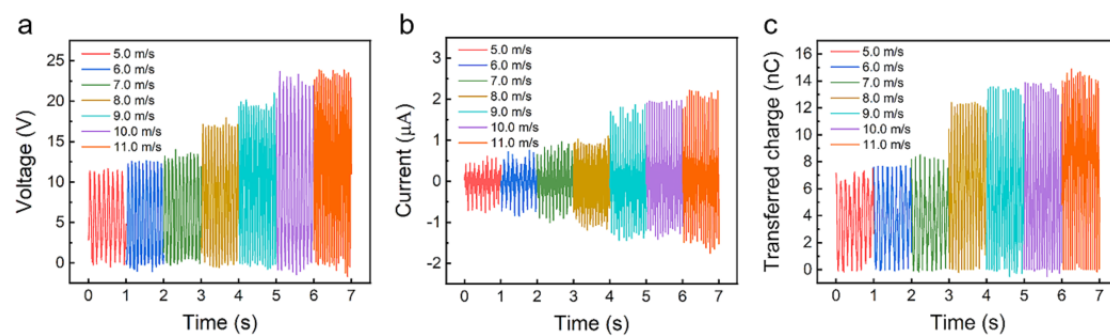 a
Voltage (V)
25
20
15
10
5
0
5.0 m/s
6.0 m/s
7.0 m/s
8.0 m/s
9.0 m/s
10.0 m/s
11.0 m/s
0 1 2 3 4 5 6 7
Time (s)
b
Current (μA)
3
2
1
0
-1
-2
5.0 m/s
6.0 m/s
7.0 m/s
8.0 m/s
9.0 m/s
10.0 m/s
11.0 m/s
0 1 2 3 4 5 6 7
Time (s)
c
Transferred charge (nC)
16
14
12
10
8
6
4
2
0
5.0 m/s
6.0 m/s
7.0 m/s
8.0 m/s
9.0 m/s
10.0 m/s
11.0 m/s
0 1 2 3 4 5 6 7
Time (s)